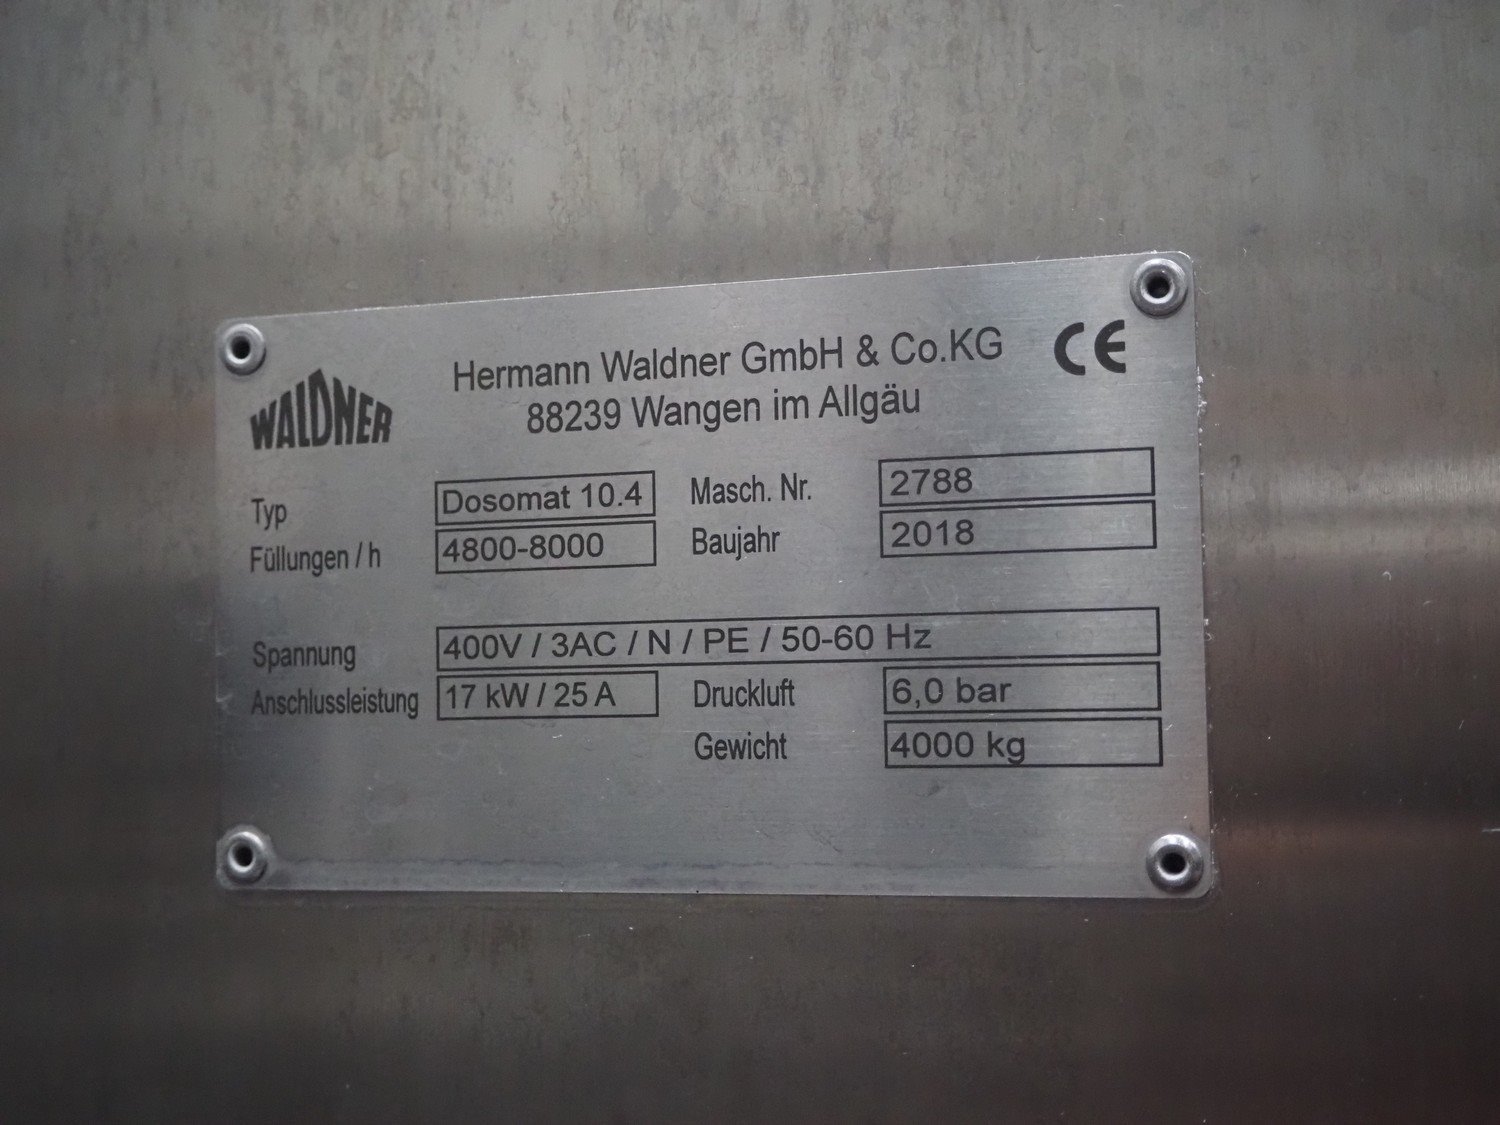 WALDNER
Hermann Waldner GmbH & Co.KG
88239 Wangen im Allgäu
CE
Typ Dosomat 10.4 Masch. Nr. 2788
Füllungen / h 4800-8000 Baujahr 2018
Spannung 400V / 3AC / N / PE / 50-60 Hz
Anschlussleistung 17 kW / 25 A Druckluft 6,0 bar
Gewicht 4000 kg